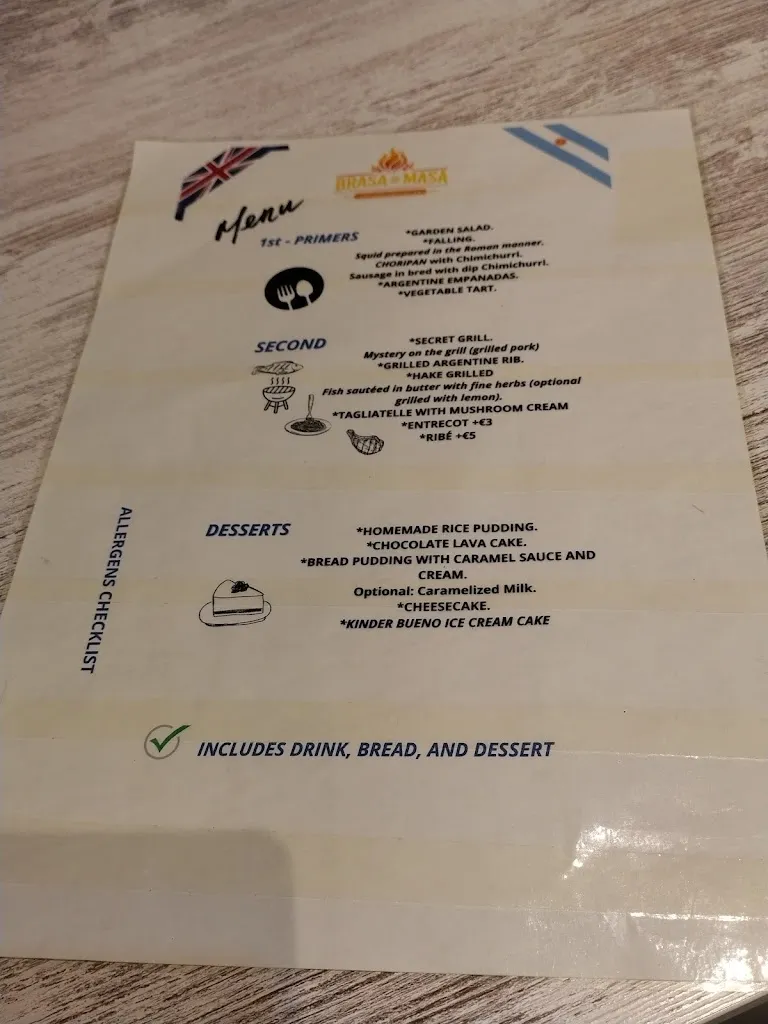 BRASA MASA
Menu
1st - PRIMERS
*GARDEN SALAD.
*FALLING.
Squid prepared in the Roman manner.
CHORIPAN with Chimichurri.
Sausage in bred with dip Chimichurri.
*ARGENTINE EMPANADAS.
*VEGETABLE TART.
SECOND
*SECRET GRILL.
Mystery on the grill (grilled pork)
*GRILLED ARGENTINE RIB.
*HAKE GRILLED
Fish sautéed in butter with fine herbs (optional
grilled with lemon).
*TAGLIATELLE WITH MUSHROOM CREAM
*ENTRECOT +€3
*RIBÉ +€5
ALLERGENS CHECKLIST
DESSERTS
*HOMEMADE RICE PUDDING.
*CHOCOLATE LAVA CAKE.
*BREAD PUDDING WITH CARAMEL SAUCE AND
CREAM.
Optional: Caramelized Milk.
*CHEESECAKE.
*KINDER BUENO ICE CREAM CAKE
INCLUDES DRINK, BREAD, AND DESSERT